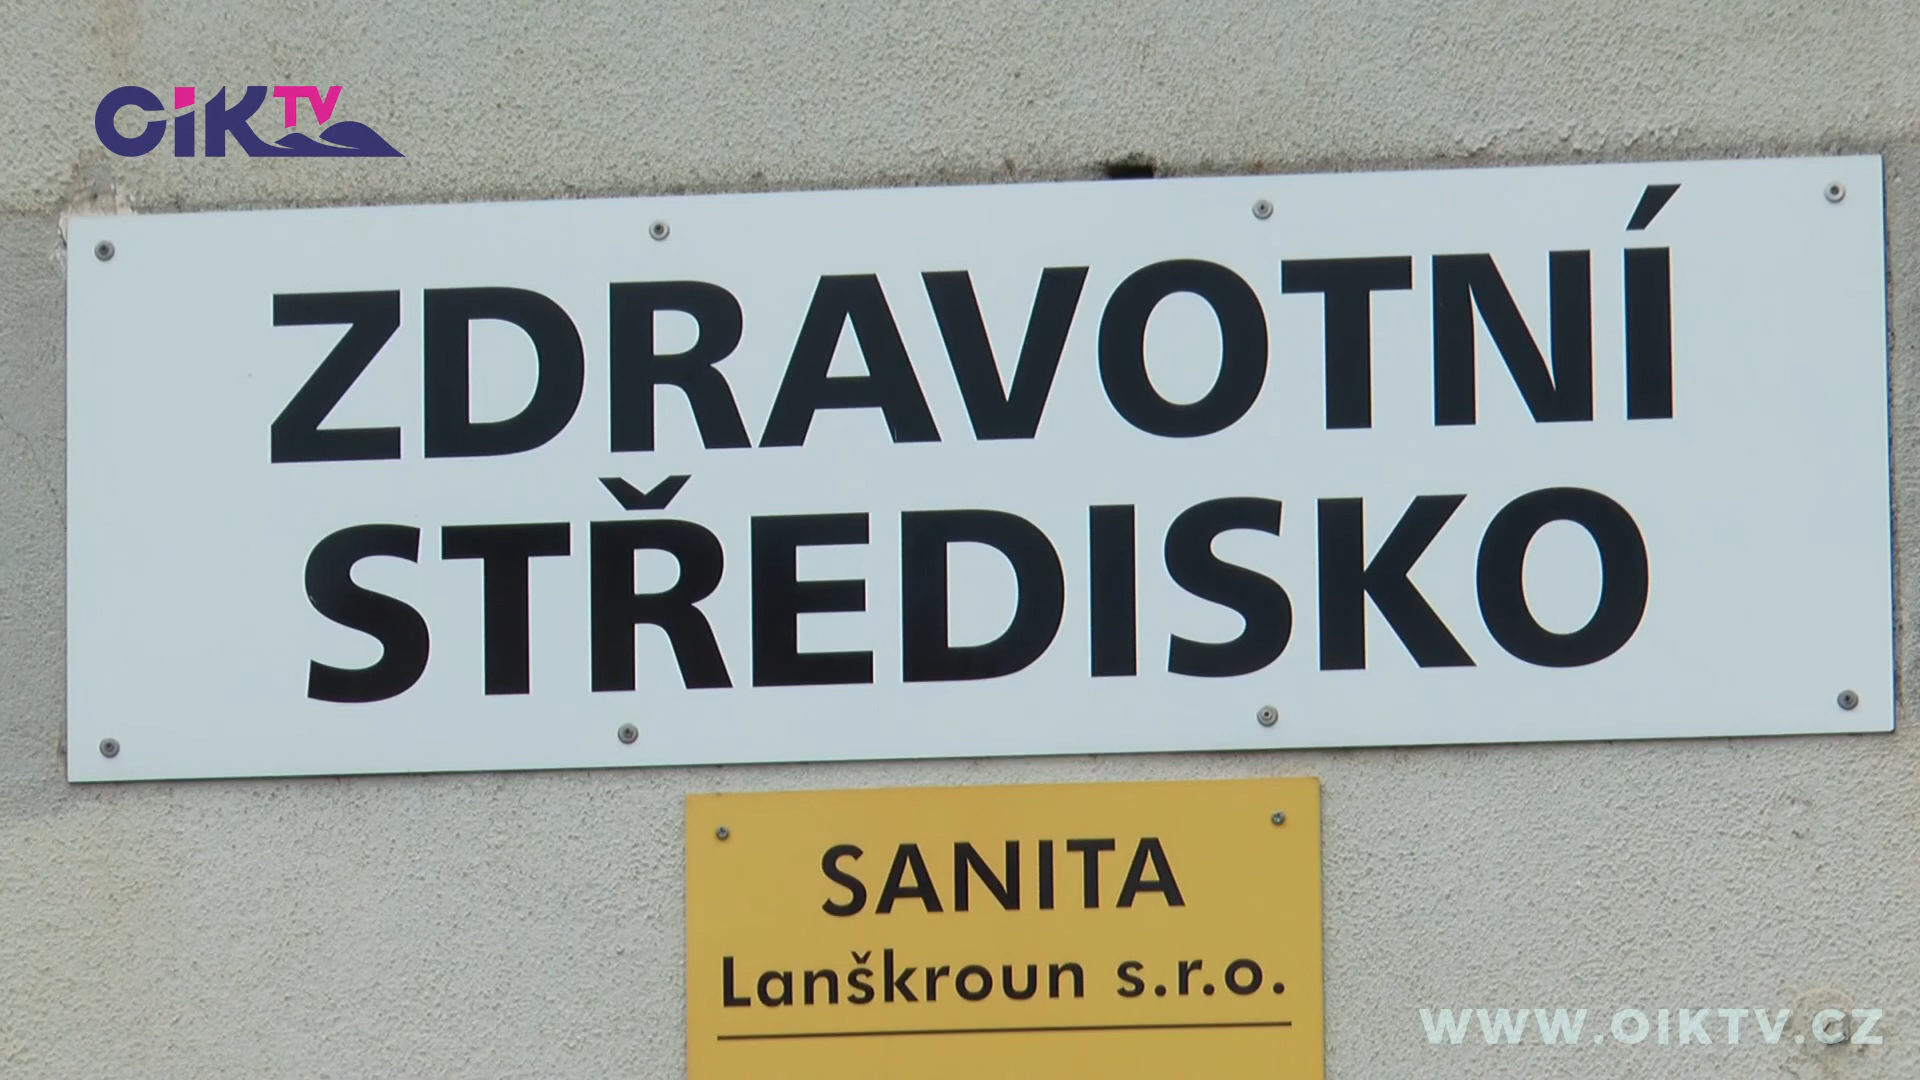 OIK TV
ZDRAVOTNÍ
STŘEDISKO
SANITA
Lanškroun s.r.o.
WWW.OIKTV.CZ